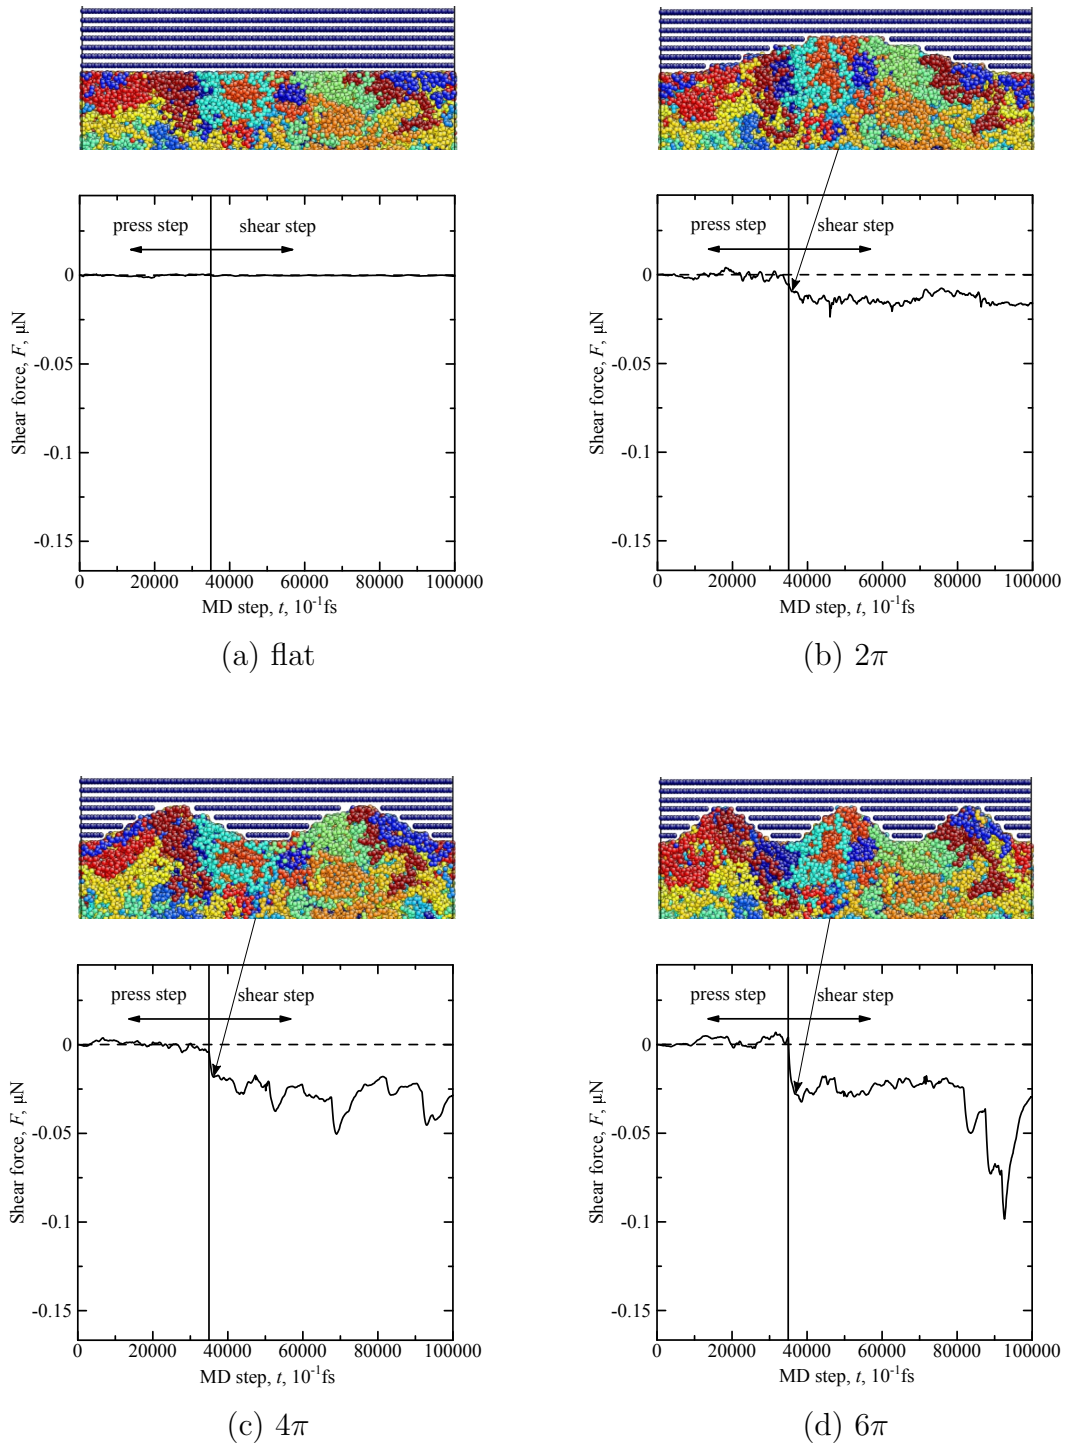 press step shear step
0
-0.05
-0.1
-0.15
Shear force, F, μN
0 20000 40000 60000 80000 100000
MD step, t, 10⁻¹fs
(a) flat
press step shear step
0
-0.05
-0.1
-0.15
Shear force, F, μN
0 20000 40000 60000 80000 100000
MD step, t, 10⁻¹fs
(b) 2π
press step shear step
0
-0.05
-0.1
-0.15
Shear force, F, μN
0 20000 40000 60000 80000 100000
MD step, t, 10⁻¹fs
(c) 4π
press step shear step
0
-0.05
-0.1
-0.15
Shear force, F, μN
0 20000 40000 60000 80000 100000
MD step, t, 10⁻¹fs
(d) 6π